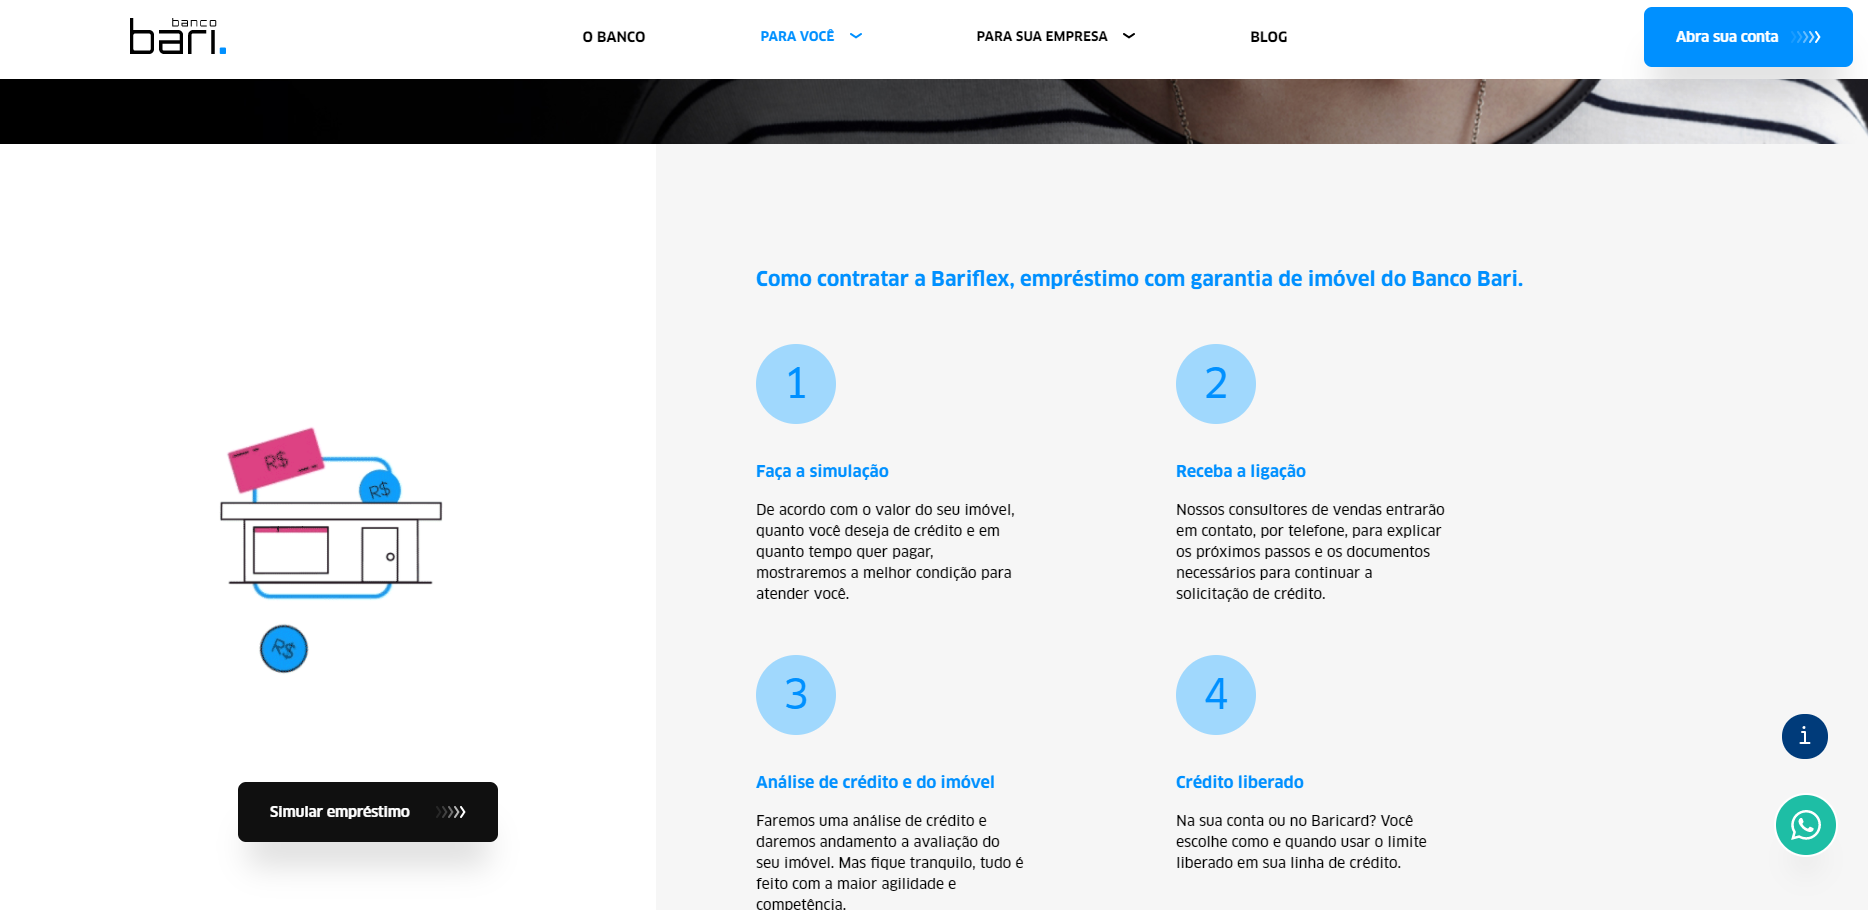 banco
bari.
O BANCO
PARA VOCÊ
PARA SUA EMPRESA
BLOG
Abra sua conta
Como contratar a Bariflex, empréstimo com garantia de imóvel do Banco Bari.
1
Faça a simulação
De acordo com o valor do seu imóvel,
quanto você deseja de crédito e em
quanto tempo quer pagar,
mostraremos a melhor condição para
atender você.
2
Receba a ligação
Nossos consultores de vendas entrarão
em contato, por telefone, para explicar
os próximos passos e os documentos
necessários para continuar a
solicitação de crédito.
R$
R$
R$
Simular empréstimo
3
Análise de crédito e do imóvel
Faremos uma análise de crédito e
daremos andamento a avaliação do
seu imóvel. Mas fique tranquilo, tudo é
feito com a maior agilidade e
competência.
4
Crédito liberado
Na sua conta ou no Baricard? Você
escolhe como e quando usar o limite
liberado em sua linha de crédito.
i